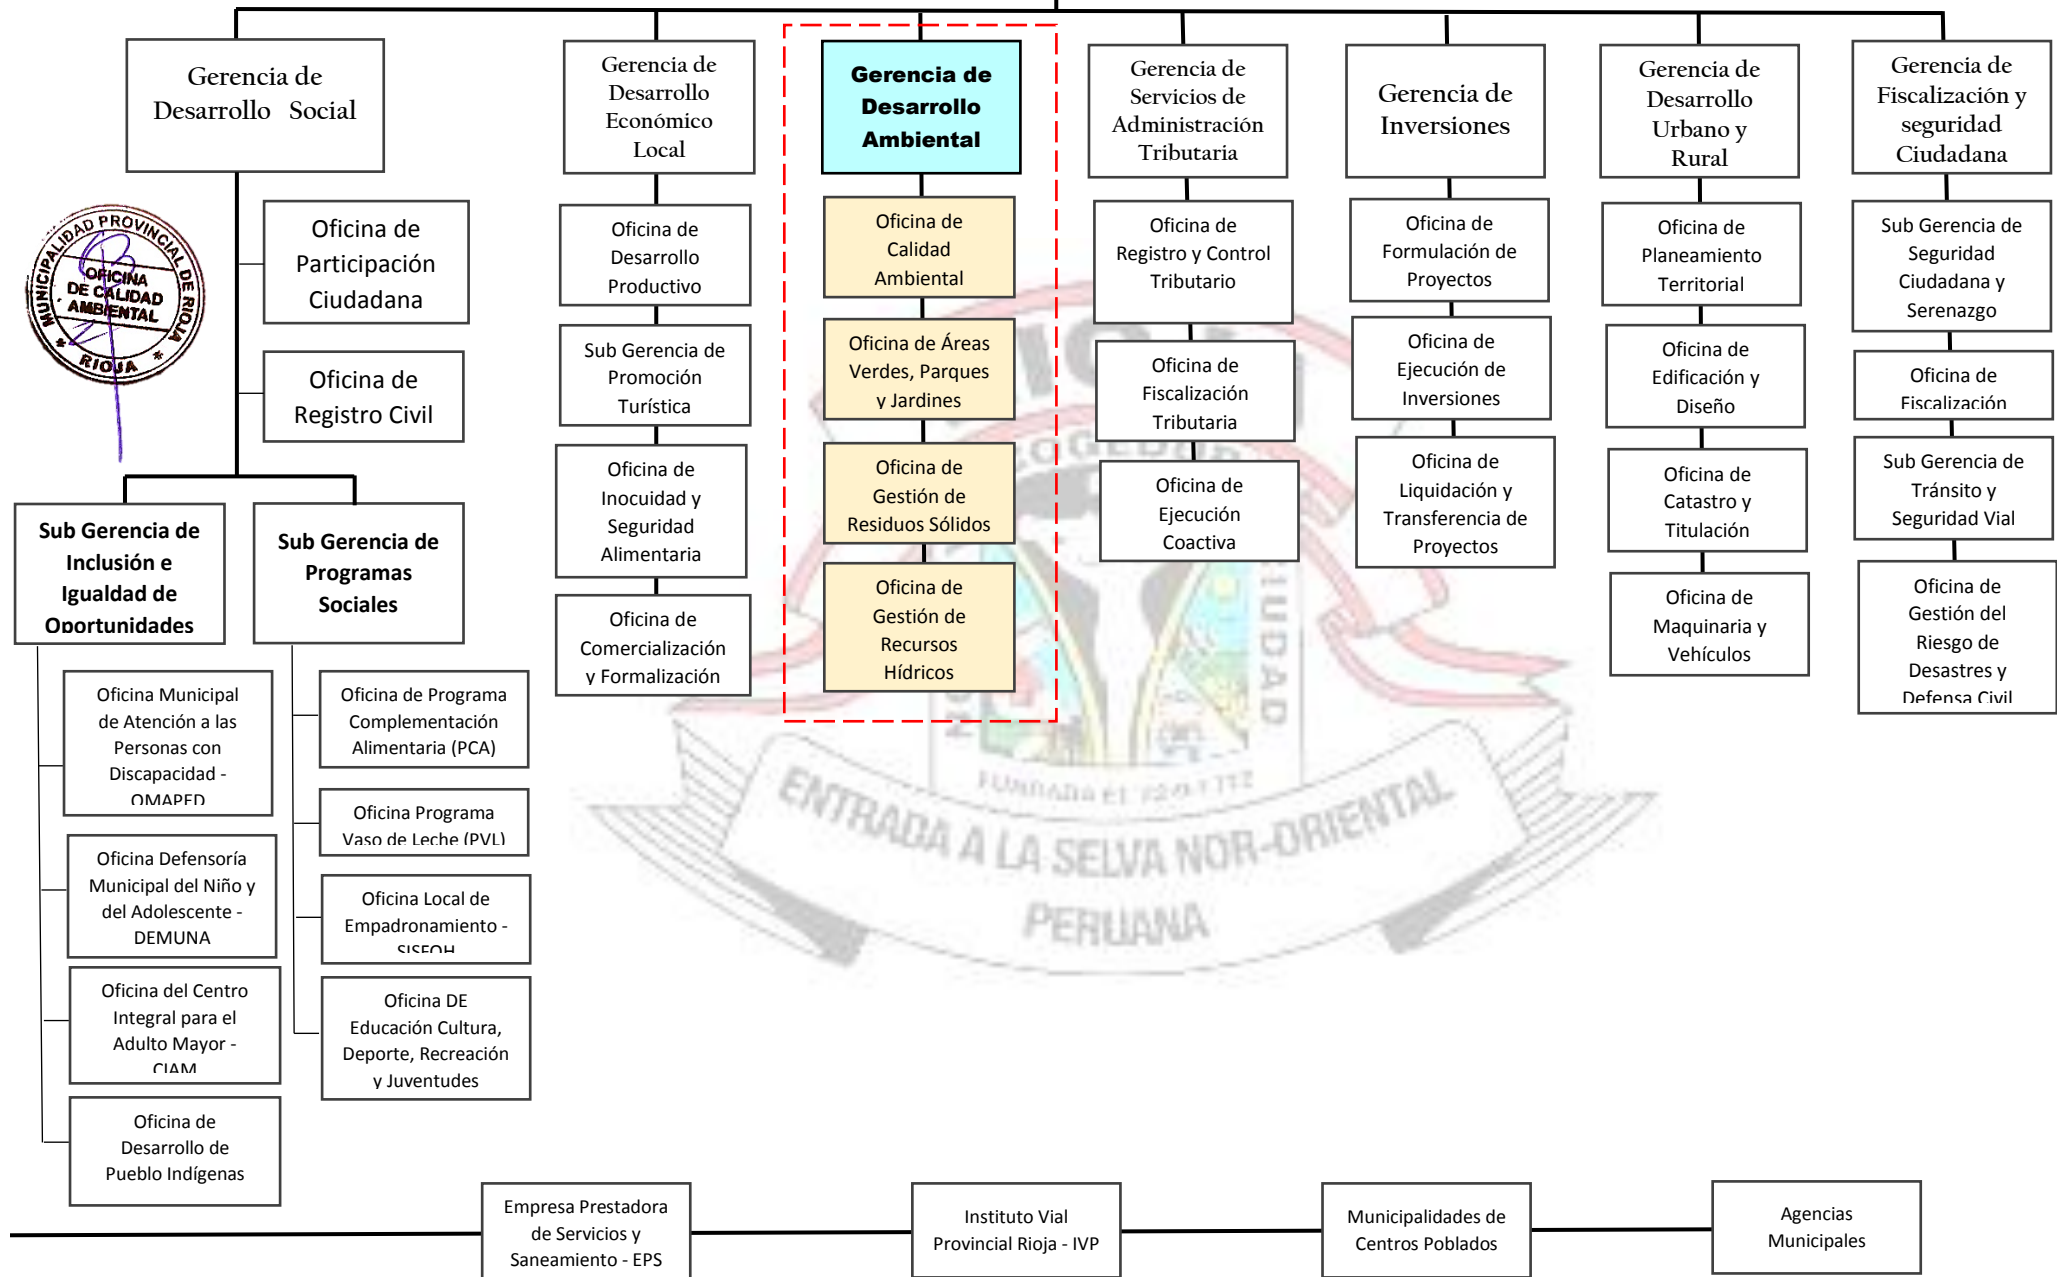 Gerencia de
Desarrollo Social
Gerencia de
Desarrollo
Económico
Local
Gerencia de
Desarrollo
Ambiental
Gerencia de
Servicios de
Administración
Tributaria
Gerencia de
Inversiones
Gerencia de
Desarrollo
Urbano y
Rural
Gerencia de
Fiscalización y
seguridad
Ciudadana
MUNICIPALIDAD PROVINCIAL DE RIOJA
OFICINA
DE CALIDAD
AMBIENTAL
* RIOJA *
Oficina de
Participación
Ciudadana
Oficina de
Registro Civil
Sub Gerencia de
Inclusión e
Igualdad de
Oportunidades
Sub Gerencia de
Programas
Sociales
Oficina Municipal
de Atención a las
Personas con
Discapacidad -
OMAPED
Oficina Defensoría
Municipal del Niño y
del Adolescente -
DEMUNA
Oficina del Centro
Integral para el
Adulto Mayor -
CIAM
Oficina de
Desarrollo de
Pueblo Indígenas
Oficina de Programa
Complementación
Alimentaria (PCA)
Oficina Programa
Vaso de Leche (PVL)
Oficina Local de
Empadronamiento -
SISFOH
Oficina DE
Educación Cultura,
Deporte, Recreación
y Juventudes
Oficina de
Desarrollo
Productivo
Sub Gerencia de
Promoción
Turística
Oficina de
Inocuidad y
Seguridad
Alimentaria
Oficina de
Comercialización
y Formalización
Oficina de
Calidad
Ambiental
Oficina de Áreas
Verdes, Parques
y Jardines
Oficina de
Gestión de
Residuos Sólidos
Oficina de
Gestión de
Recursos
Hídricos
Oficina de
Registro y Control
Tributario
Oficina de
Fiscalización
Tributaria
Oficina de
Ejecución
Coactiva
Oficina de
Formulación de
Proyectos
Oficina de
Ejecución de
Inversiones
Oficina de
Liquidación y
Transferencia de
Proyectos
Oficina de
Planeamiento
Territorial
Oficina de
Edificación y
Diseño
Oficina de
Catastro y
Titulación
Oficina de
Maquinaria y
Vehículos
Sub Gerencia de
Seguridad
Ciudadana y
Serenazgo
Oficina de
Fiscalización
Sub Gerencia de
Tránsito y
Seguridad Vial
Oficina de
Gestión del
Riesgo de
Desastres y
Defensa Civil
CIUDAD
FUNDADA EL
ENTRADA A LA SELVA NOR-ORIENTAL
PERUANA
Empresa Prestadora
de Servicios y
Saneamiento - EPS
Instituto Vial
Provincial Rioja - IVP
Municipalidades de
Centros Poblados
Agencias
Municipales